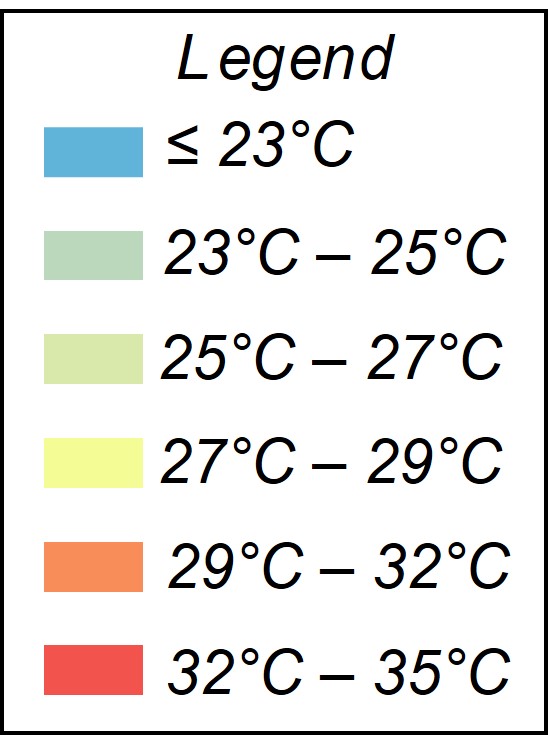 Legend
≤ 23°C
23°C – 25°C
25°C – 27°C
27°C – 29°C
29°C – 32°C
32°C – 35°C